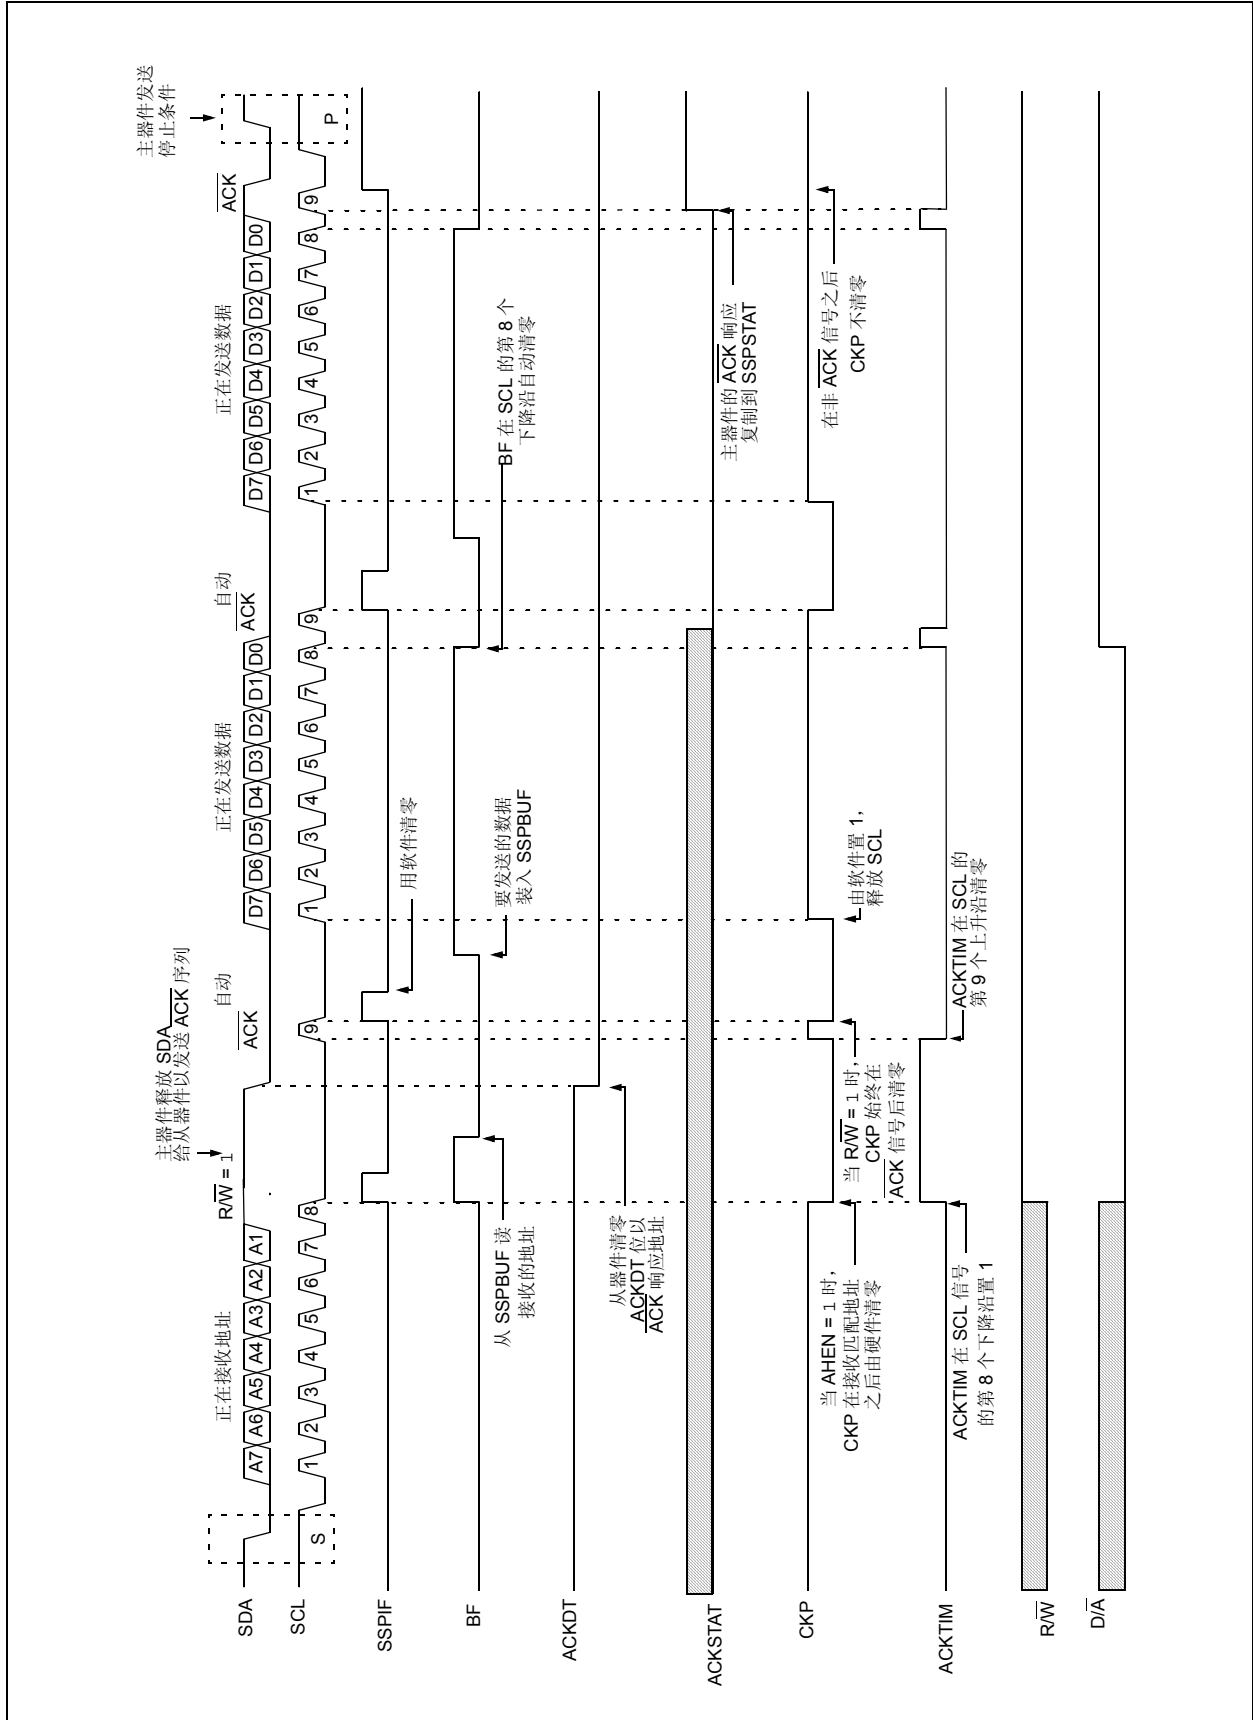 主器件释放 SDA
给从器件以发送 ACK 序列
主器件发送
停止条件
正在接收地址
R/W = 1
自动
ACK
正在发送数据
自动
ACK
正在发送数据
ACK
SDA
A7 A6 A5 A4 A3 A2 A1
D7 D6 D5 D4 D3 D2 D1 D0
D7 D6 D5 D4 D3 D2 D1 D0
SCL
S
1 2 3 4 5 6 7 8 9
1 2 3 4 5 6 7 8 9
1 2 3 4 5 6 7 8 9
P
SSPIF
用软件清零
BF
从 SSPBUF 读
接收的地址
要发送的数据
装入 SSPBUF
BF 在 SCL 的第 8 个
下降沿自动清零
ACKDT
从器件清零
ACKDT 位以
ACK 响应地址
ACKSTAT
主器件的 ACK 响应
复制到 SSPSTAT
CKP
当 AHEN = 1 时，
CKP 在接收匹配地址
之后由硬件清零
当 R/W = 1 时，
CKP 始终在
ACK 信号后清零
由软件置 1，
释放 SCL
在非 ACK 信号之后
CKP 不清零
ACKTIM
ACKTIM 在 SCL 信号
的第 8 个下降沿置 1
ACKTIM 在 SCL 的
第 9 个上升沿清零
R/W
D/A